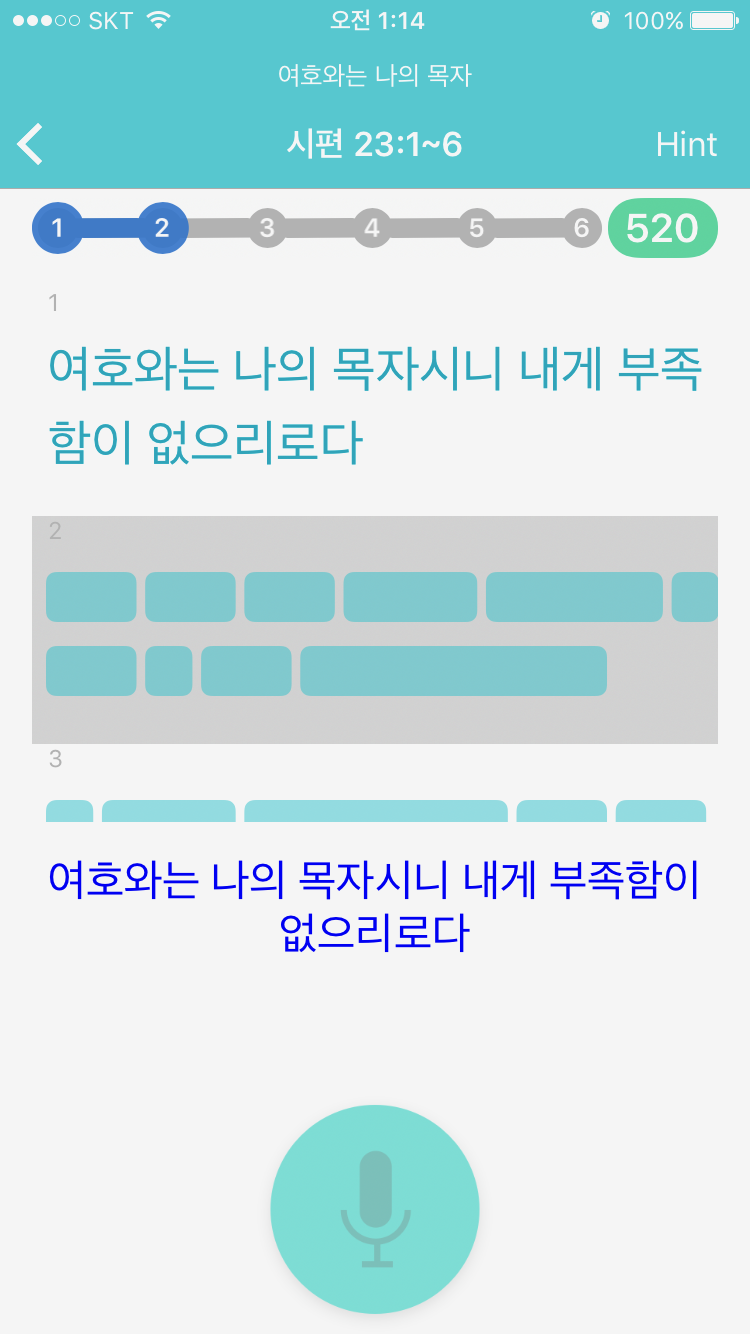 SKT 오전 1:14 100%
여호와는 나의 목자
시편 23:1~6 Hint
1 2 3 4 5 6 520
1
여호와는 나의 목자시니 내게 부족
함이 없으리로다
2
3
여호와는 나의 목자시니 내게 부족함이
없으리로다